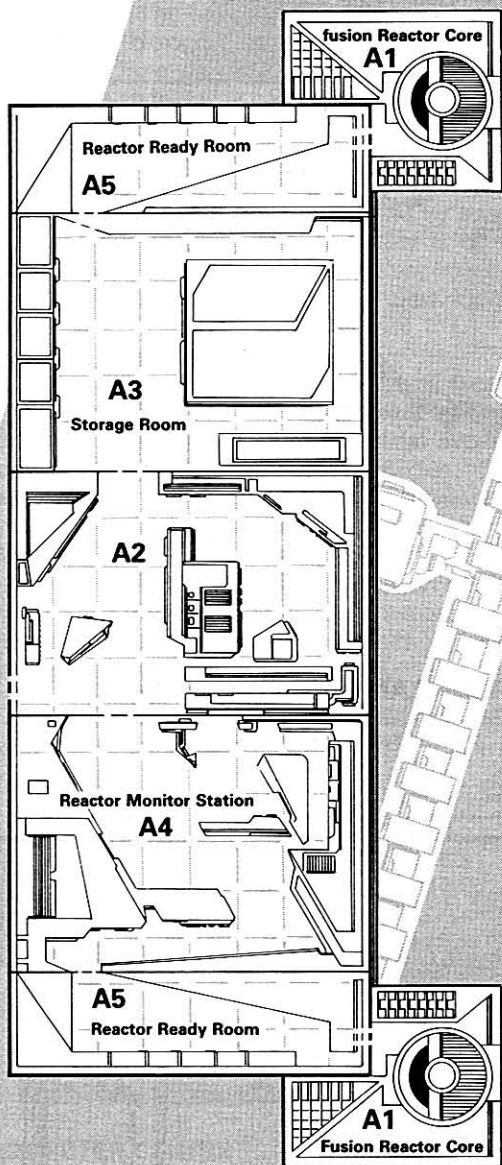 fusion Reactor Core
A1
Reactor Ready Room
A5
A3
Storage Room
A2
Reactor Monitor Station
A4
A5
Reactor Ready Room
A1
Fusion Reactor Core